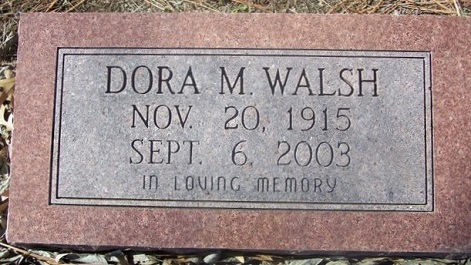 DORA M. WALSH
NOV. 20, 1915
SEPT. 6, 2003
IN LOVING MEMORY